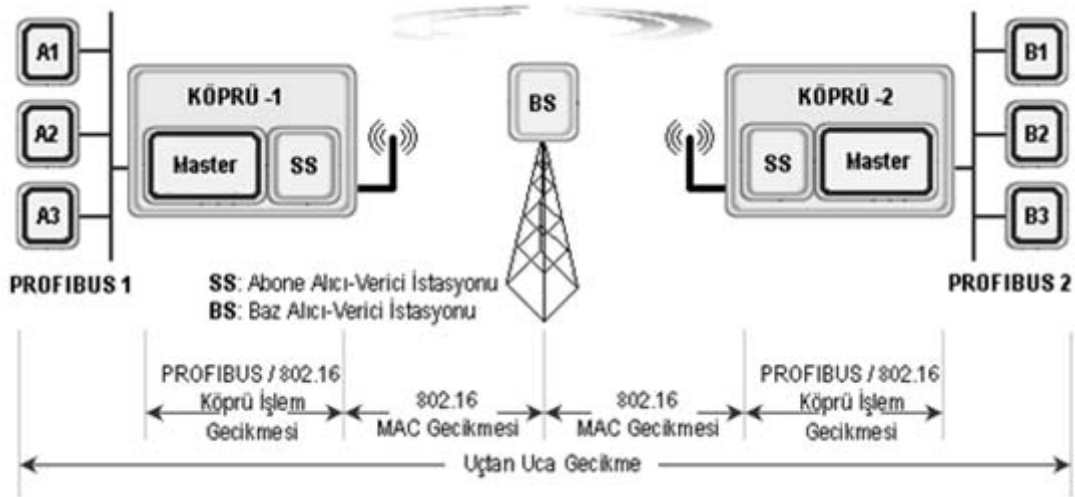 A1
A2
A3
PROFIBUS 1
KÖPRÜ -1
Master
SS
BS
KÖPRÜ -2
SS
Master
B1
B2
B3
PROFIBUS 2
SS: Abone Alıcı-Verici İstasyonu
BS: Baz Alıcı-Verici İstasyonu
PROFIBUS / 802.16
Köprü İşlem
Gecikmesi
802.16
MAC Gecikmesi
802.16
MAC Gecikmesi
PROFIBUS / 802.16
Köprü İşlem
Gecikmesi
Uçtan Uca Gecikme